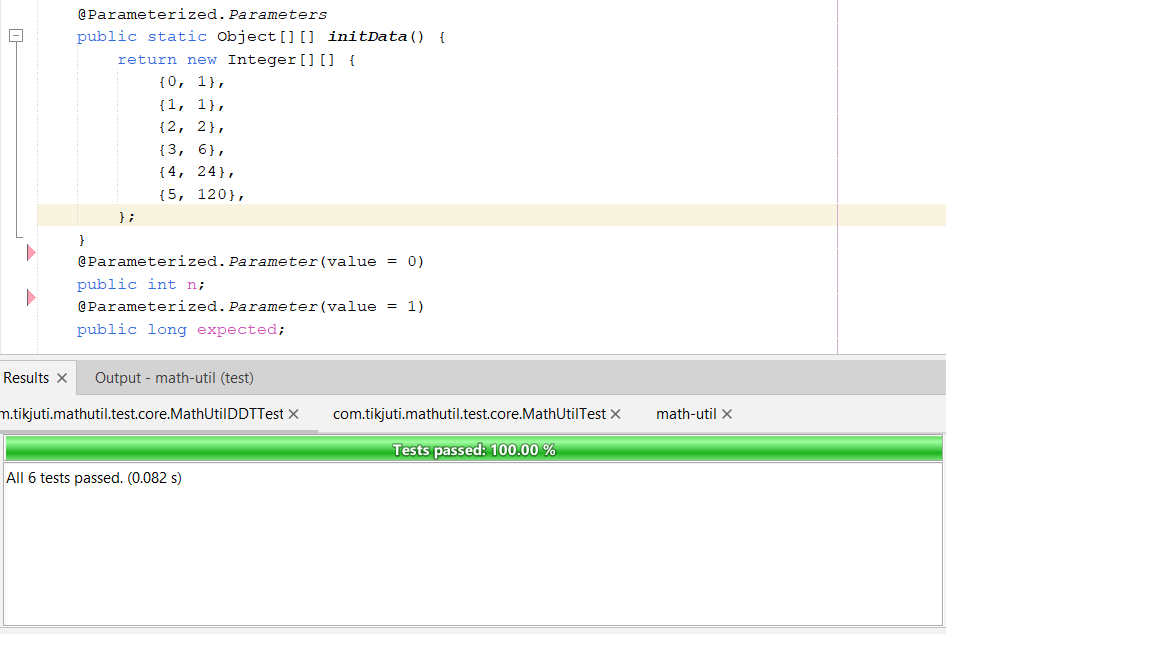 @Parameterized.Parameters
public static Object[][] initData() {
return new Integer[][] {
{0, 1},
{1, 1},
{2, 2},
{3, 6},
{4, 24},
{5, 120},
};
}
@Parameterized.Parameter(value = 0)
public int n;
@Parameterized.Parameter(value = 1)
public long expected;
Results
Output - math-util (test)
m.tikjuti.mathutil.test.core.MathUtilDDTTest
com.tikjuti.mathutil.test.core.MathUtilTest
math-util
Tests passed: 100.00 %
All 6 tests passed. (0.082 s)